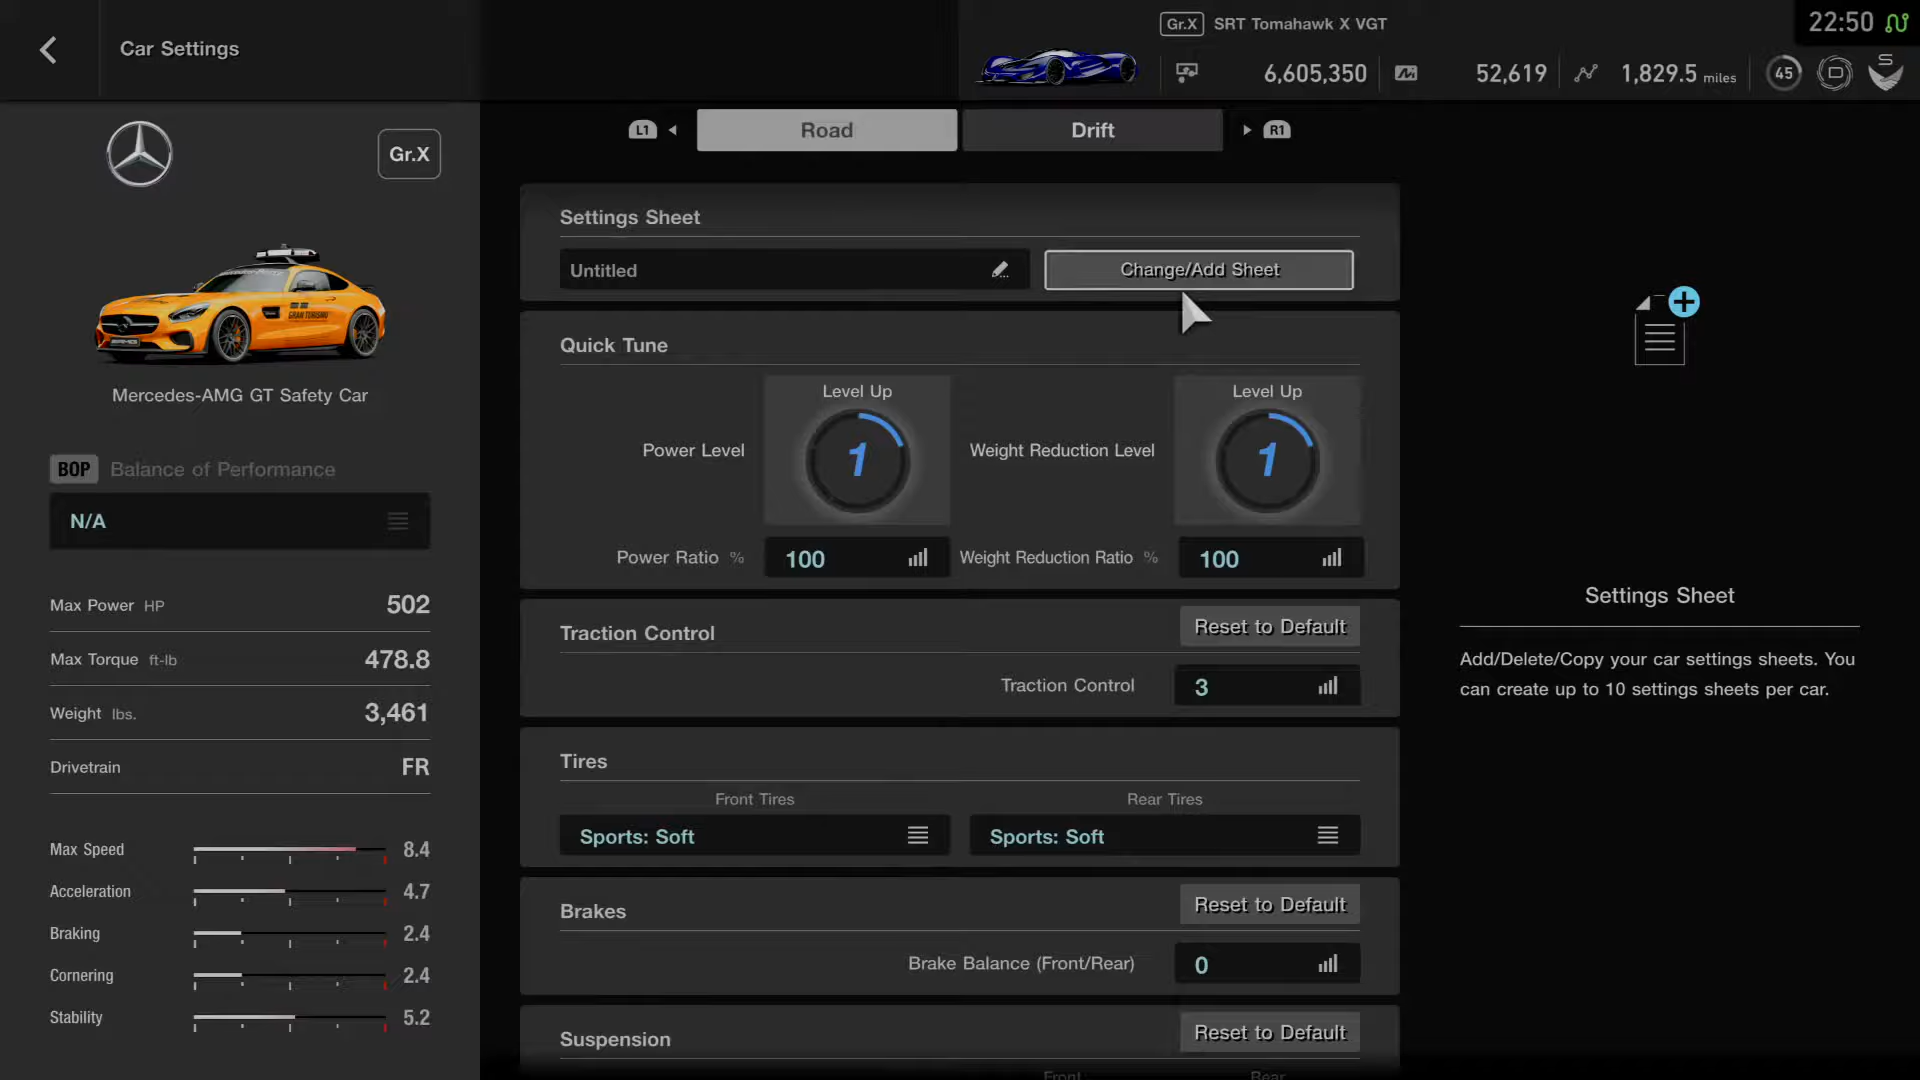 Car Settings
Gr.X SRT Tomahawk X VGT
22:50
6,605,350
52,619
1,829.5 miles
45
Gr.X
Mercedes-AMG GT Safety Car
BOP Balance of Performance
N/A
Max Power HP 502
Max Torque ft-lb 478.8
Weight lbs. 3,461
Drivetrain FR
Max Speed 8.4
Acceleration 4.7
Braking 2.4
Cornering 2.4
Stability 5.2
L1 Road Drift R1
Settings Sheet
Untitled Change/Add Sheet
Quick Tune
Level Up Level Up
Power Level 1 Weight Reduction Level 1
Power Ratio % 100 Weight Reduction Ratio % 100
Traction Control Reset to Default
Traction Control 3
Tires
Front Tires Rear Tires
Sports: Soft Sports: Soft
Brakes Reset to Default
Brake Balance (Front/Rear) 0
Suspension Reset to Default
Front Rear
Settings Sheet
Add/Delete/Copy your car settings sheets. You
can create up to 10 settings sheets per car.
GRAN TURISMO